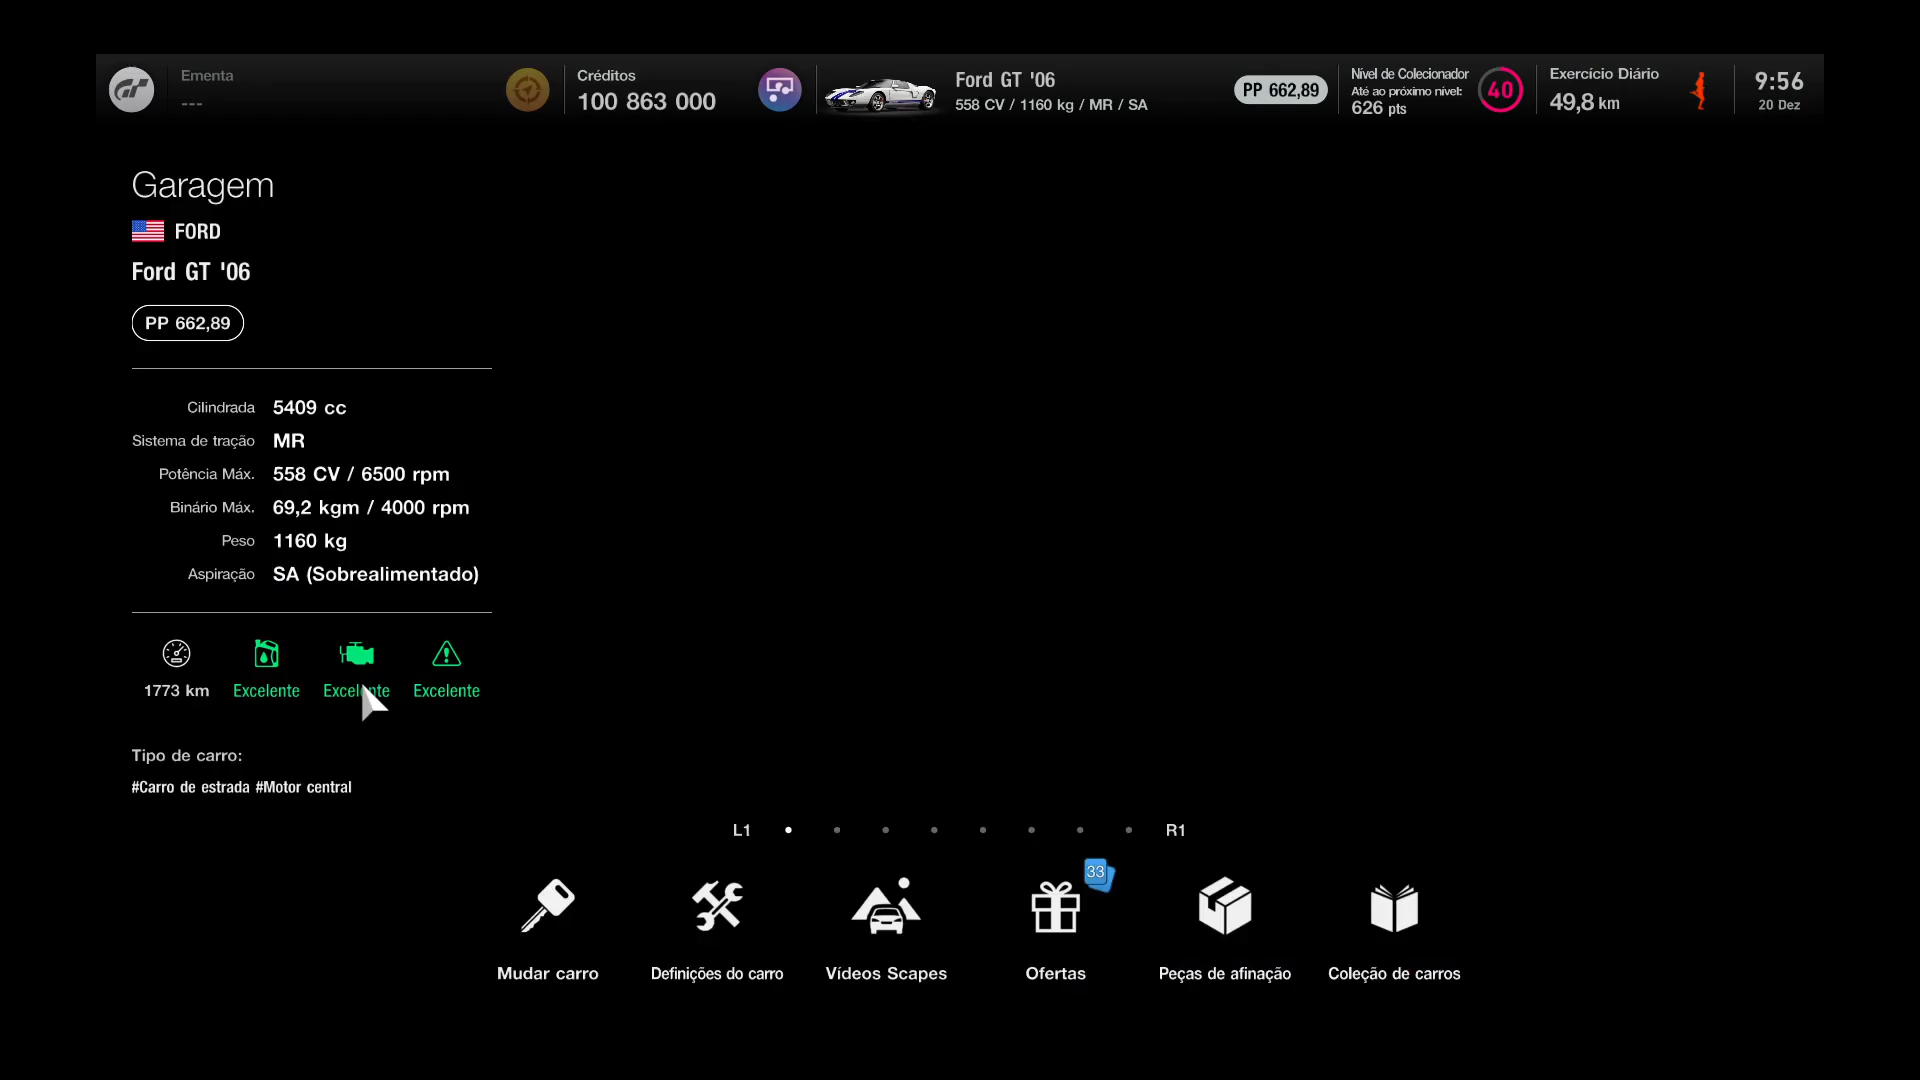 Ementa
---
Créditos
100 863 000
Ford GT '06
558 CV / 1160 kg / MR / SA
PP 662,89
Nível de Colecionador
Até ao próximo nível:
626 pts
40
Exercício Diário
49,8 km
9:56
20 Dez
Garagem
FORD
Ford GT '06
PP 662,89
Cilindrada 5409 cc
Sistema de tração MR
Potência Máx. 558 CV / 6500 rpm
Binário Máx. 69,2 kgm / 4000 rpm
Peso 1160 kg
Aspiração SA (Sobrealimentado)
1773 km Excelente Excelente Excelente
Tipo de carro:
#Carro de estrada #Motor central
L1 R1
33
Mudar carro Definições do carro Vídeos Scapes Ofertas Peças de afinação Coleção de carros